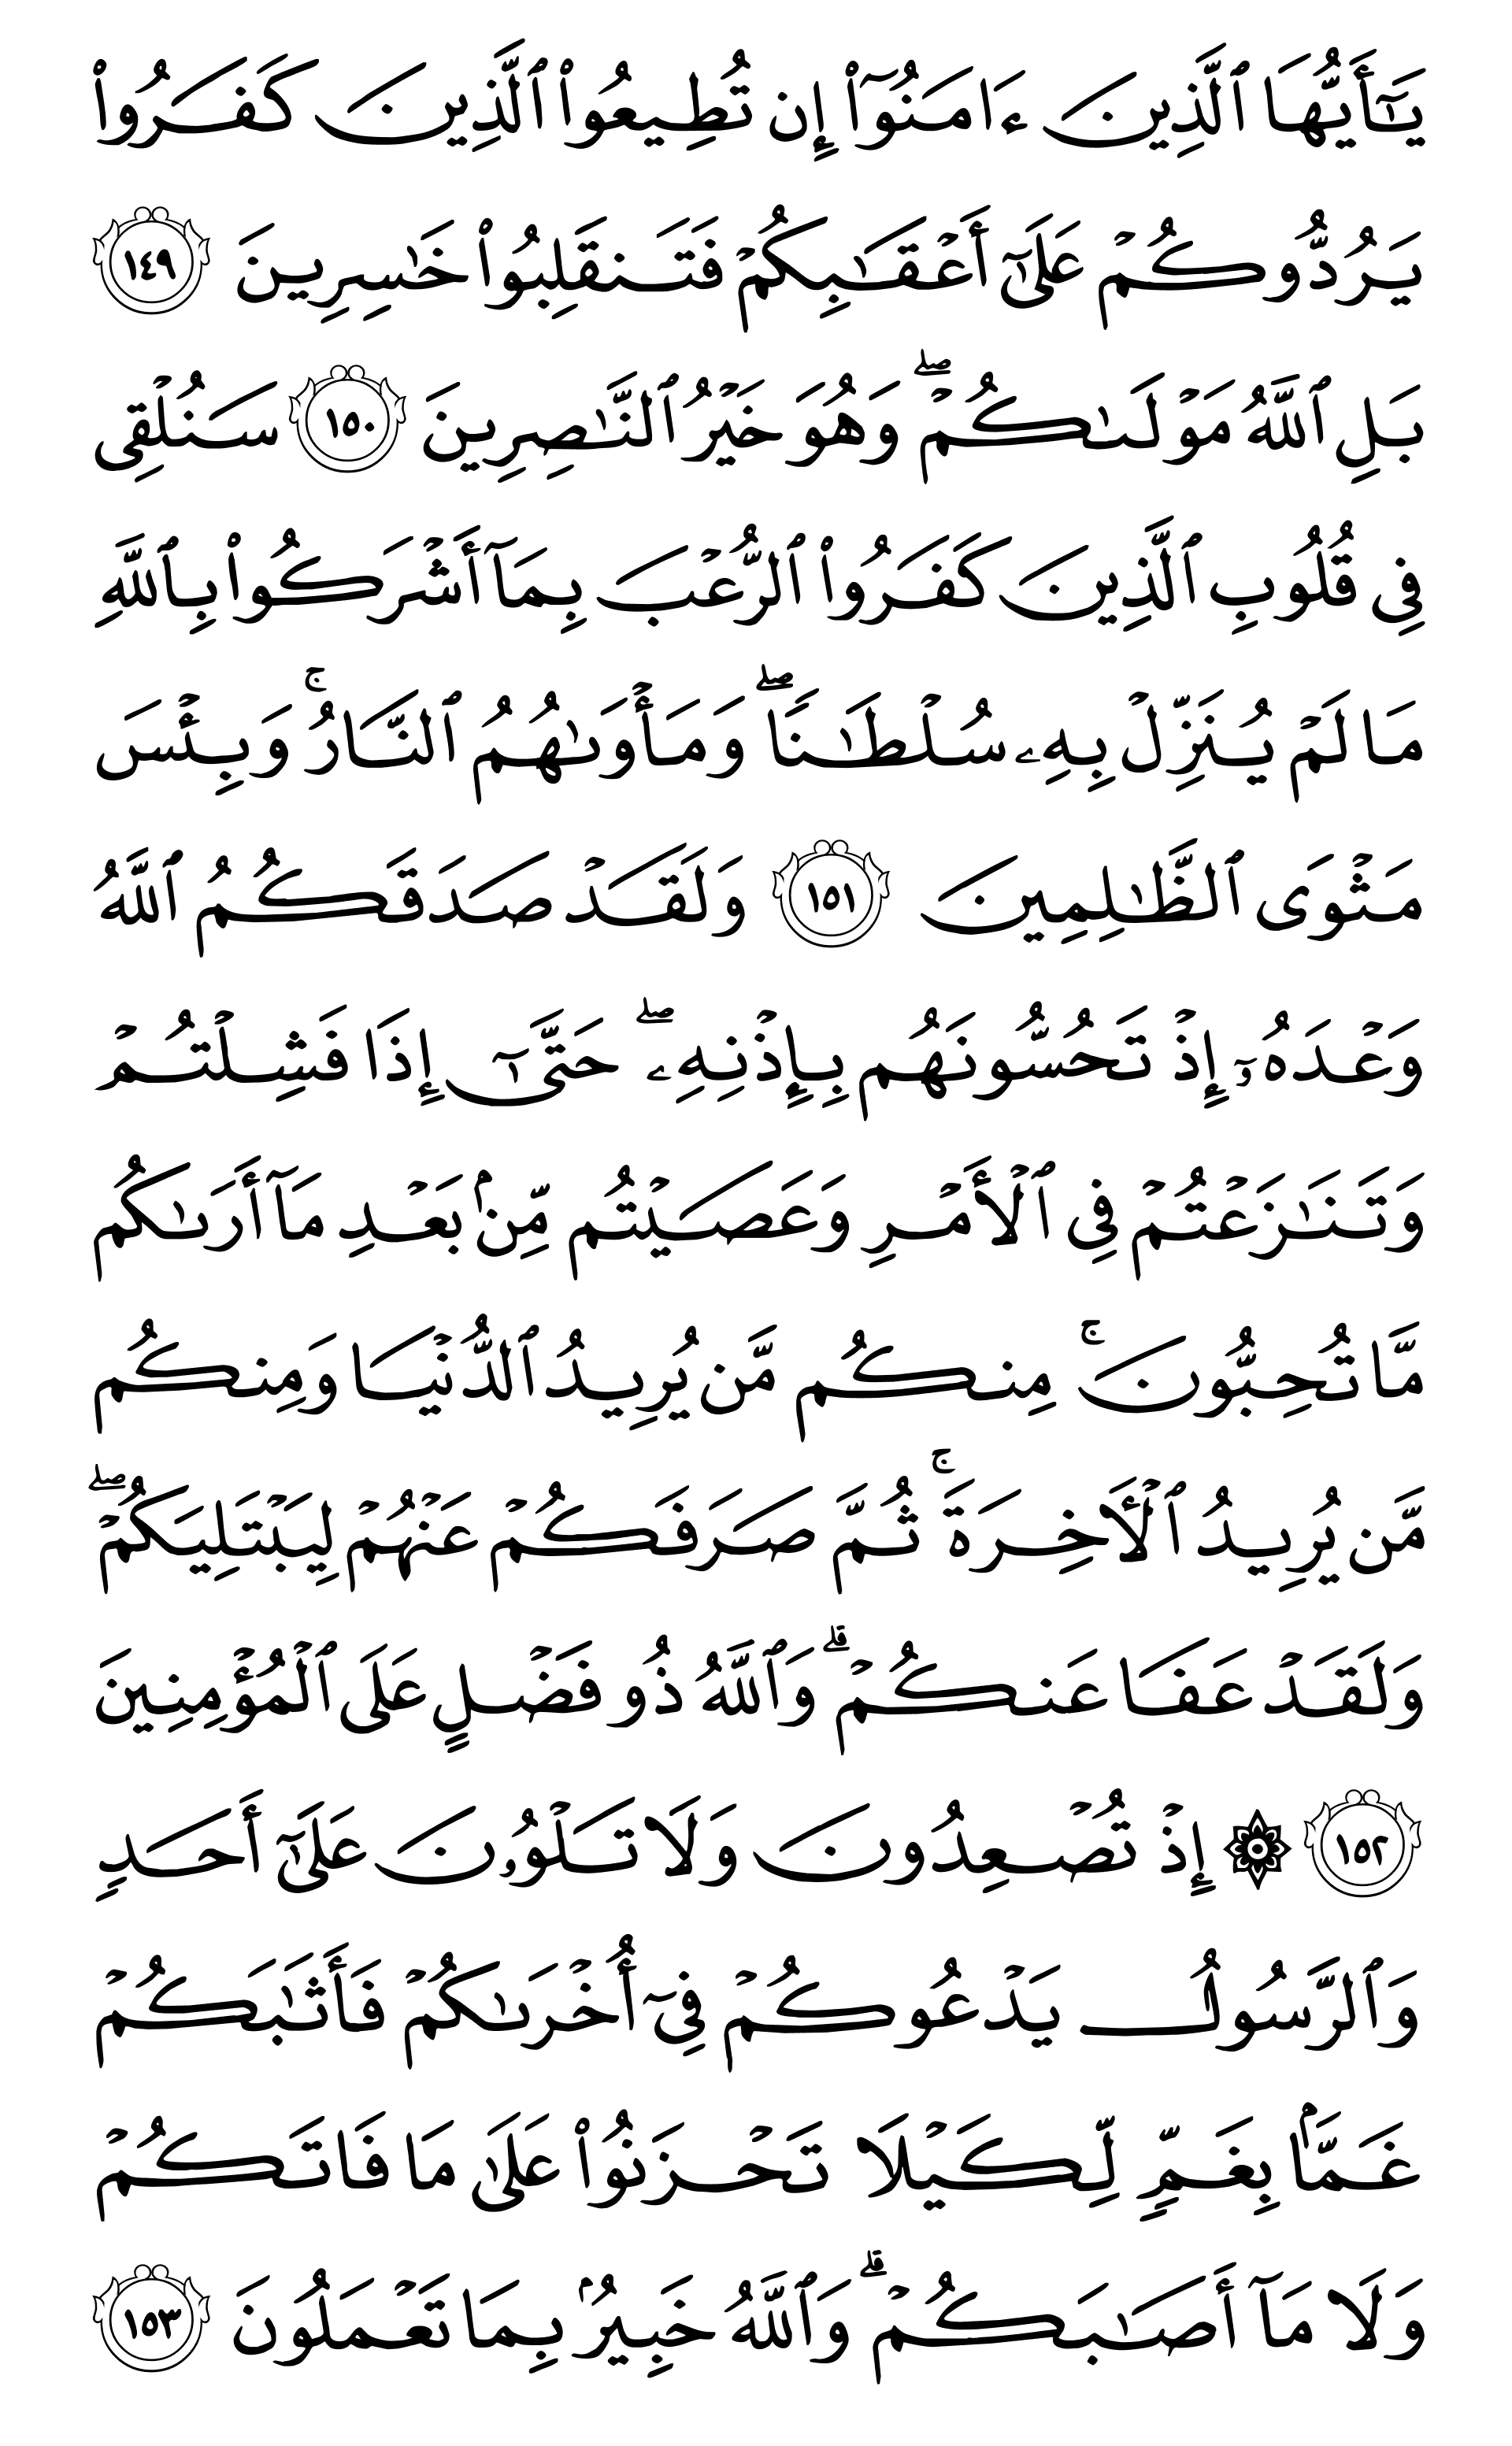 يَـٰٓأَيُّهَا ٱلَّذِينَ ءَامَنُوٓا۟ إِن تُطِيعُوا۟ ٱلَّذِينَ كَفَرُوا۟
يَرُدُّوكُمْ عَلَىٰٓ أَعْقَـٰبِكُمْ فَتَنقَلِبُوا۟ خَـٰسِرِينَ ١٤٩
بَلِ ٱللَّهُ مَوْلَىٰكُمْ ۖ وَهُوَ خَيْرُ ٱلنَّـٰصِرِينَ ١٥٠ سَنُلْقِى
فِى قُلُوبِ ٱلَّذِينَ كَفَرُوا۟ ٱلرُّعْبَ بِمَآ أَشْرَكُوا۟ بِٱللَّهِ
مَا لَمْ يُنَزِّلْ بِهِۦ سُلْطَـٰنًا ۖ وَمَأْوَىٰهُمُ ٱلنَّارُ ۚ وَبِئْسَ
مَثْوَى ٱلظَّـٰلِمِينَ ١٥١ وَلَقَدْ صَدَقَكُمُ ٱللَّهُ
وَعْدَهُۥٓ إِذْ تَحُسُّونَهُم بِإِذْنِهِۦ ۖ حَتَّىٰٓ إِذَا فَشِلْتُمْ
وَتَنَـٰزَعْتُمْ فِى ٱلْأَمْرِ وَعَصَيْتُم مِّنۢ بَعْدِ مَآ أَرَىٰكُم
مَّا تُحِبُّونَ ۚ مِنكُم مَّن يُرِيدُ ٱلدُّنْيَا وَمِنكُم
مَّن يُرِيدُ ٱلْـَٔاخِرَةَ ۚ ثُمَّ صَرَفَكُمْ عَنْهُمْ لِيَبْتَلِيَكُمْ ۖ
وَلَقَدْ عَفَا عَنكُمْ ۗ وَٱللَّهُ ذُو فَضْلٍ عَلَى ٱلْمُؤْمِنِينَ
١٥٢ ۞ إِذْ تُصْعِدُونَ وَلَا تَلْوُۥنَ عَلَىٰٓ أَحَدٍ
وَٱلرَّسُولُ يَدْعُوكُمْ فِىٓ أُخْرَىٰكُمْ فَأَثَـٰبَكُمْ
غَمًّۢا بِغَمٍّ لِّكَيْلَا تَحْزَنُوا۟ عَلَىٰ مَا فَاتَكُمْ
وَلَا مَآ أَصَـٰبَكُمْ ۗ وَٱللَّهُ خَبِيرٌۢ بِمَا تَعْمَلُونَ ١٥٣